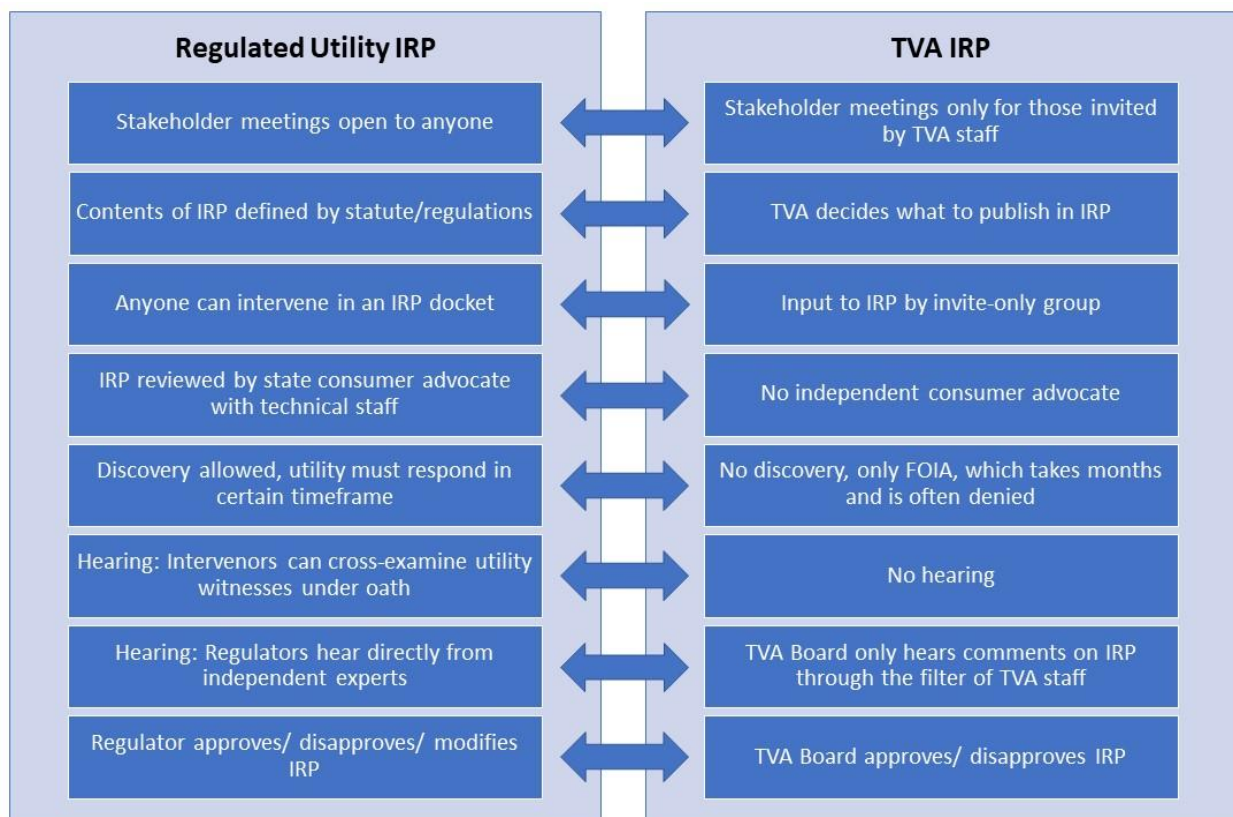 Regulated Utility IRP
TVA IRP
Stakeholder meetings open to anyone
Stakeholder meetings only for those invited
by TVA staff
Contents of IRP defined by statute/regulations
TVA decides what to publish in IRP
Anyone can intervene in an IRP docket
Input to IRP by invite-only group
IRP reviewed by state consumer advocate
with technical staff
No independent consumer advocate
Discovery allowed, utility must respond in
certain timeframe
No discovery, only FOIA, which takes months
and is often denied
Hearing: Intervenors can cross-examine utility
witnesses under oath
No hearing
Hearing: Regulators hear directly from
independent experts
TVA Board only hears comments on IRP
through the filter of TVA staff
Regulator approves/ disapproves/ modifies
IRP
TVA Board approves/ disapproves IRP